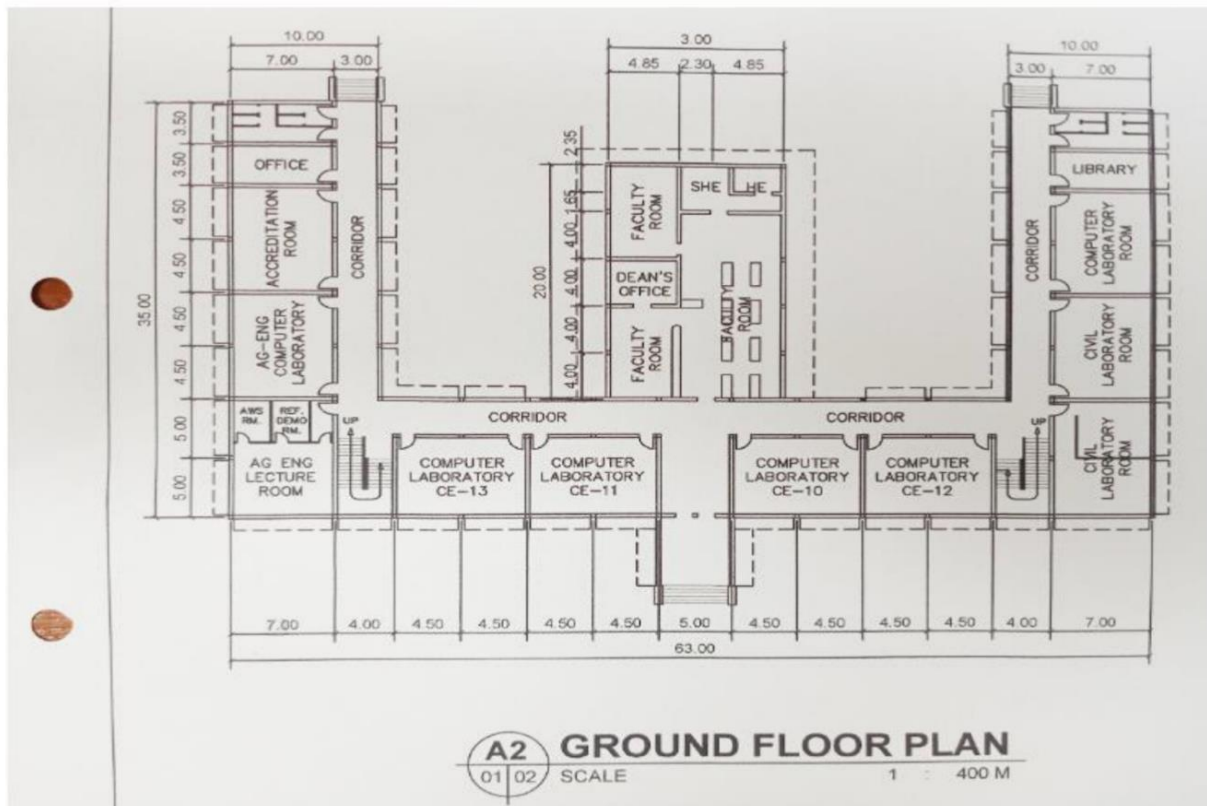 10.00
3.00
10.00
7.00
3.00
4.85
2.30
4.85
3.00
7.00
3.50
3.50
4.50
4.50
4.50
4.50
5.00
5.00
35.00
2.35
1.65
4.00
4.00
4.00
4.00
20.00
OFFICE
ACCREDITATION
ROOM
AG-ENG
COMPUTER
LABORATORY
AWS
RM.
REF.
DEMO
RM.
AG ENG
LECTURE
ROOM
CORRIDOR
UP
FACULTY
ROOM
SHE
HE
DEAN'S
OFFICE
FACULTY
ROOM
ROOM
CORRIDOR
CORRIDOR
COMPUTER
LABORATORY
CE-13
COMPUTER
LABORATORY
CE-11
COMPUTER
LABORATORY
CE-10
COMPUTER
LABORATORY
CE-12
CORRIDOR
UP
LIBRARY
COMPUTER
LABORATORY
ROOM
CIVIL
LABORATORY
ROOM
CIVIL
LABORATORY
ROOM
7.00
4.00
4.50
4.50
4.50
4.50
5.00
4.50
4.50
4.50
4.50
4.00
7.00
63.00
A2
01 02
GROUND FLOOR PLAN
SCALE 1 : 400 M